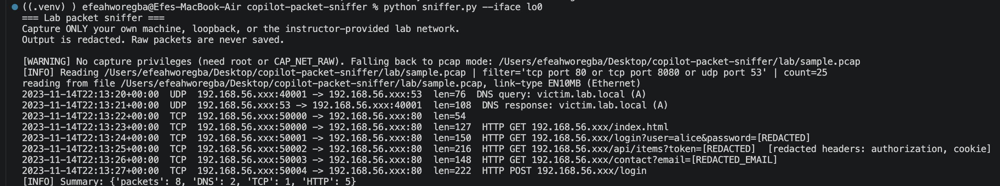 ((.venv) ) efeahworegba@Efes-MacBook-Air copilot-packet-sniffer % python sniffer.py --iface lo0
=== Lab packet sniffer ===
Capture ONLY your own machine, loopback, or the instructor-provided lab network.
Output is redacted. Raw packets are never saved.

[WARNING] No capture privileges (need root or CAP_NET_RAW). Falling back to pcap mode: /Users/efeahworegba/Desktop/copilot-packet-sniffer/lab/sample.pcap
[INFO] Reading /Users/efeahworegba/Desktop/copilot-packet-sniffer/lab/sample.pcap | filter='tcp port 80 or tcp port 8080 or udp port 53' | count=25
reading from file /Users/efeahworegba/Desktop/copilot-packet-sniffer/lab/sample.pcap, link-type EN10MB (Ethernet)
2023-11-14T22:13:20+00:00  UDP  192.168.56.xxx:40001 -> 192.168.56.xxx:53  len=76  DNS query: victim.lab.local (A)
2023-11-14T22:13:21+00:00  UDP  192.168.56.xxx:53 -> 192.168.56.xxx:40001  len=108  DNS response: victim.lab.local (A)
2023-11-14T22:13:22+00:00  TCP  192.168.56.xxx:50000 -> 192.168.56.xxx:80  len=54
2023-11-14T22:13:23+00:00  TCP  192.168.56.xxx:50000 -> 192.168.56.xxx:80  len=127  HTTP GET 192.168.56.xxx/index.html
2023-11-14T22:13:24+00:00  TCP  192.168.56.xxx:50001 -> 192.168.56.xxx:80  len=150  HTTP GET 192.168.56.xxx/login?user=alice&password=[REDACTED]
2023-11-14T22:13:25+00:00  TCP  192.168.56.xxx:50002 -> 192.168.56.xxx:80  len=216  HTTP GET 192.168.56.xxx/api/items?token=[REDACTED]  [redacted headers: authorization, cookie]
2023-11-14T22:13:26+00:00  TCP  192.168.56.xxx:50003 -> 192.168.56.xxx:80  len=148  HTTP GET 192.168.56.xxx/contact?email=[REDACTED_EMAIL]
2023-11-14T22:13:27+00:00  TCP  192.168.56.xxx:50004 -> 192.168.56.xxx:80  len=222  HTTP POST 192.168.56.xxx/login
[INFO] Summary: {'packets': 8, 'DNS': 2, 'TCP': 1, 'HTTP': 5}